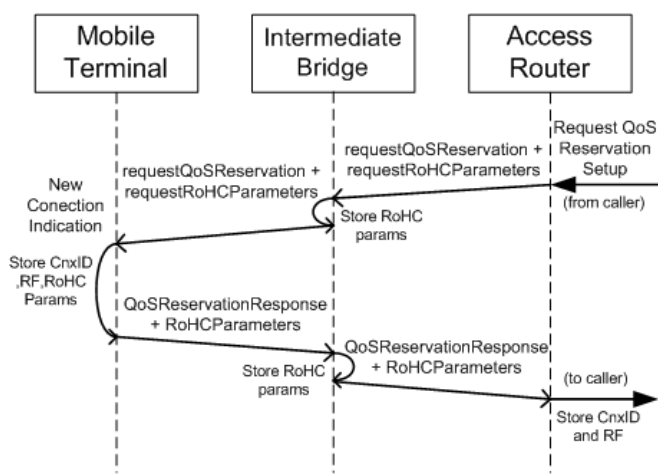 Mobile
Terminal
Intermediate
Bridge
Access
Router
Request QoS
Reservation
Setup
(from caller)
requestQoSReservation +
requestRoHCParameters
requestQoSReservation +
requestRoHCParameters
New
Conection
Indication
Store RoHC
params
Store CnxID
,RF,RoHC
Params
QoSReservationResponse
+ RoHCParameters
QoSReservationResponse
+ RoHCParameters
Store RoHC
params
(to caller)
Store CnxID
and RF